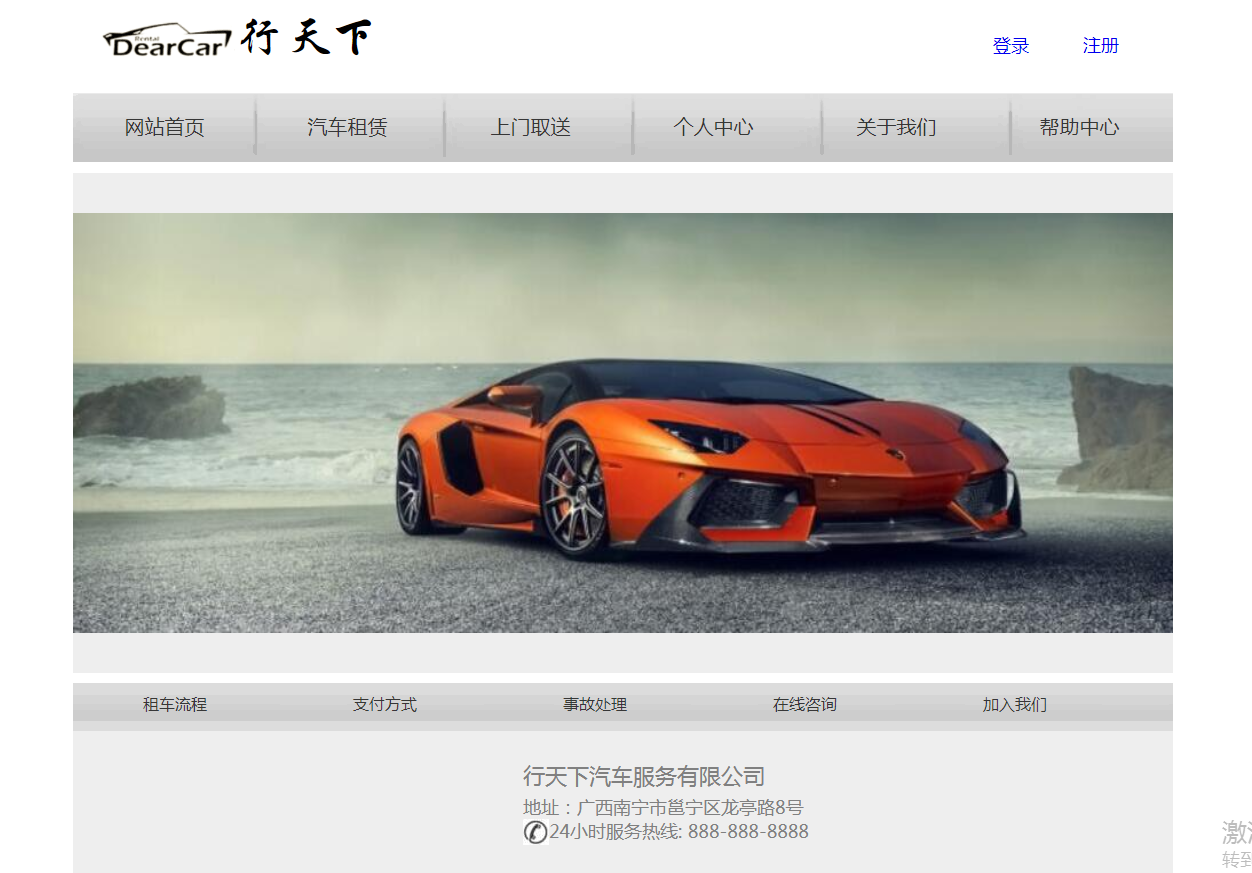 Rental
DearCar 行天下
登录 注册
网站首页 汽车租赁 上门取送 个人中心 关于我们 帮助中心
租车流程 支付方式 事故处理 在线咨询 加入我们
行天下汽车服务有限公司
地址：广西南宁市邕宁区龙亭路8号
24小时服务热线: 888-888-8888
转到